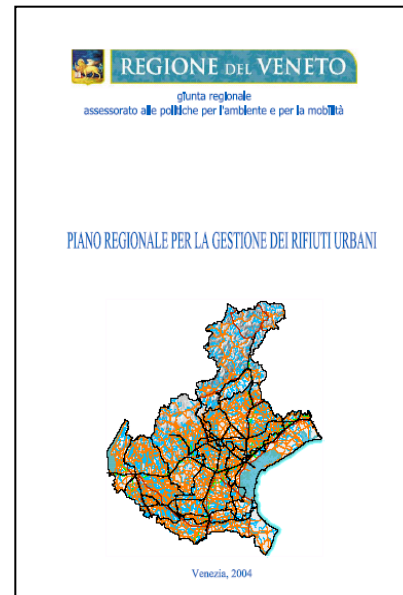 REGIONE DEL VENETO
giunta regionale
assessorato alle politiche per l'ambiente e per la mobilità
PIANO REGIONALE PER LA GESTIONE DEI RIFIUTI URBANI
Venezia, 2004